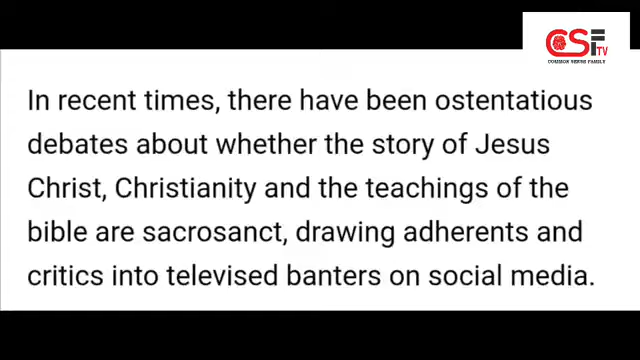 CSF TV
COMMON SENSE FAMILY
In recent times, there have been ostentatious
debates about whether the story of Jesus
Christ, Christianity and the teachings of the
bible are sacrosanct, drawing adherents and
critics into televised banters on social media.